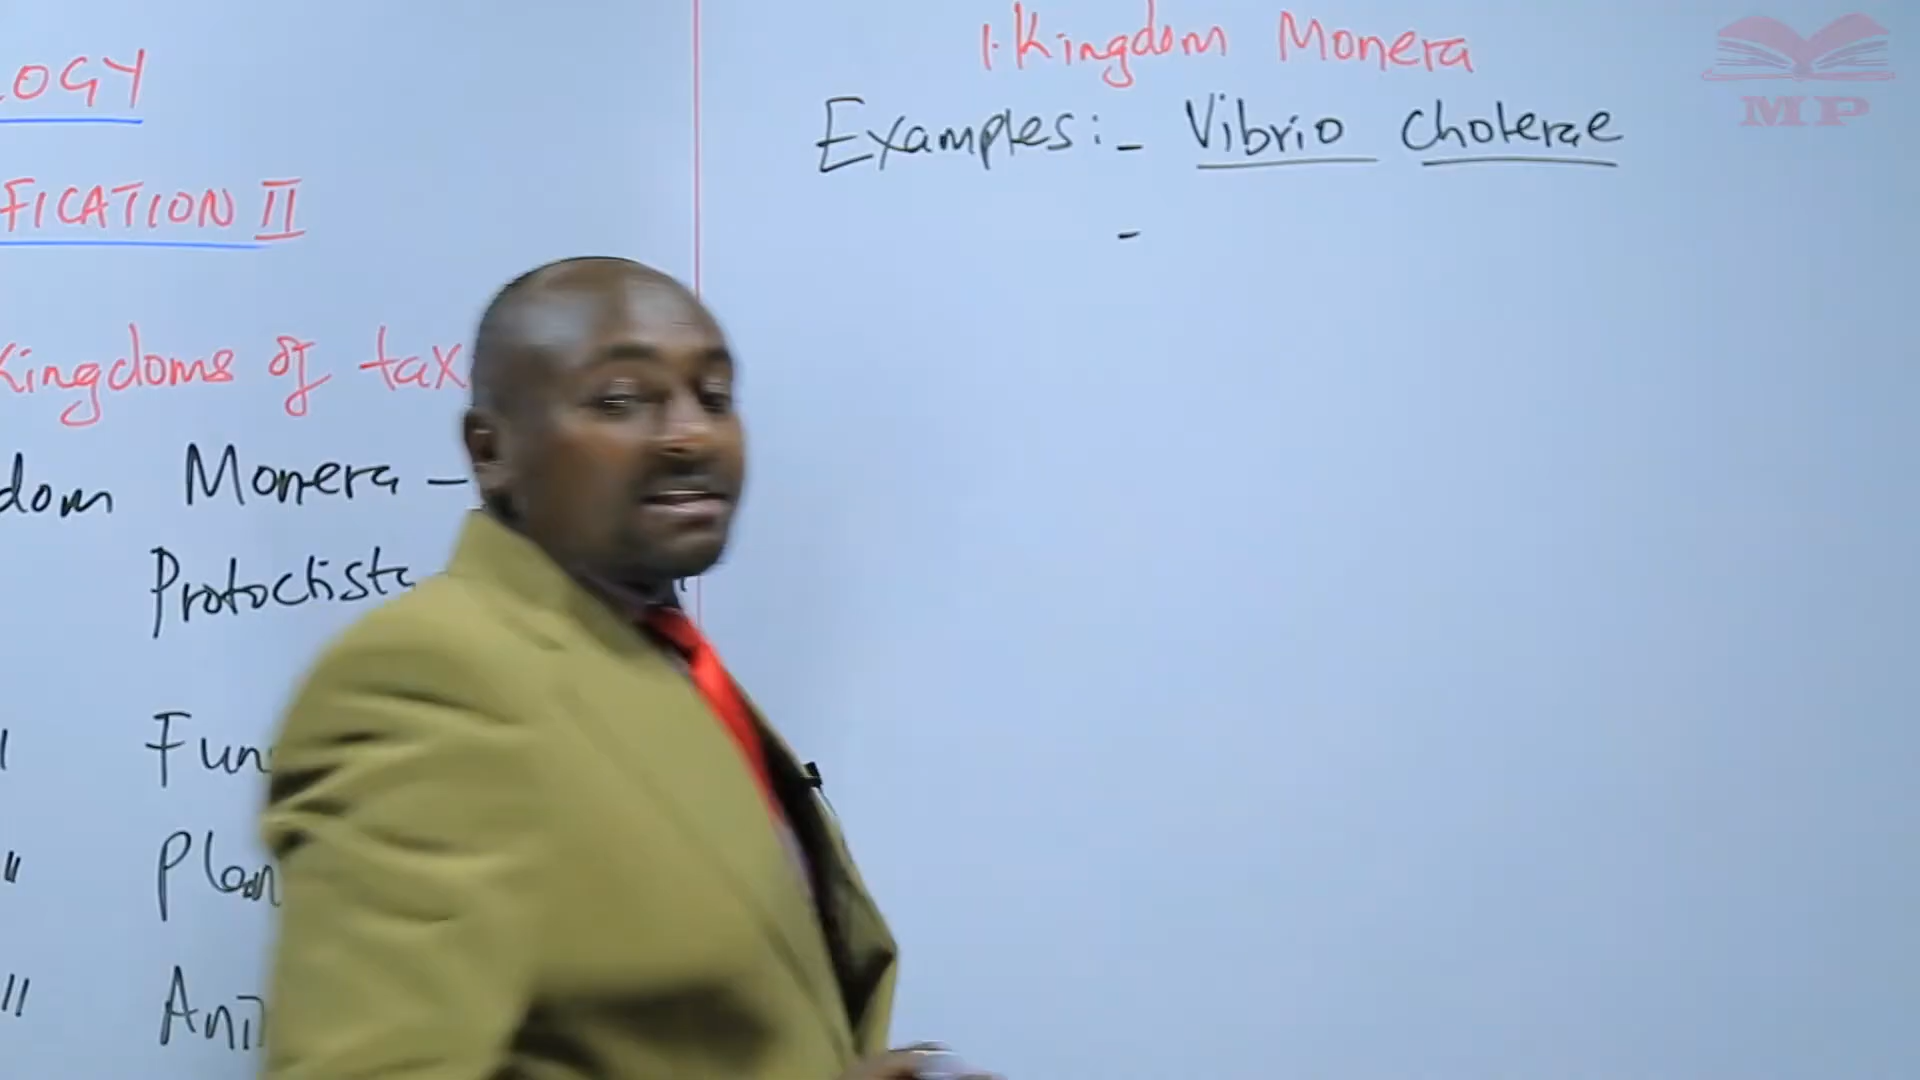 OGY
FICATION II
Kingdoms of tax
dom Monera -
Protoctista
Fun
" Plan
" Ani
1. Kingdom Monera
Examples:- Vibrio Cholerae
-
MP